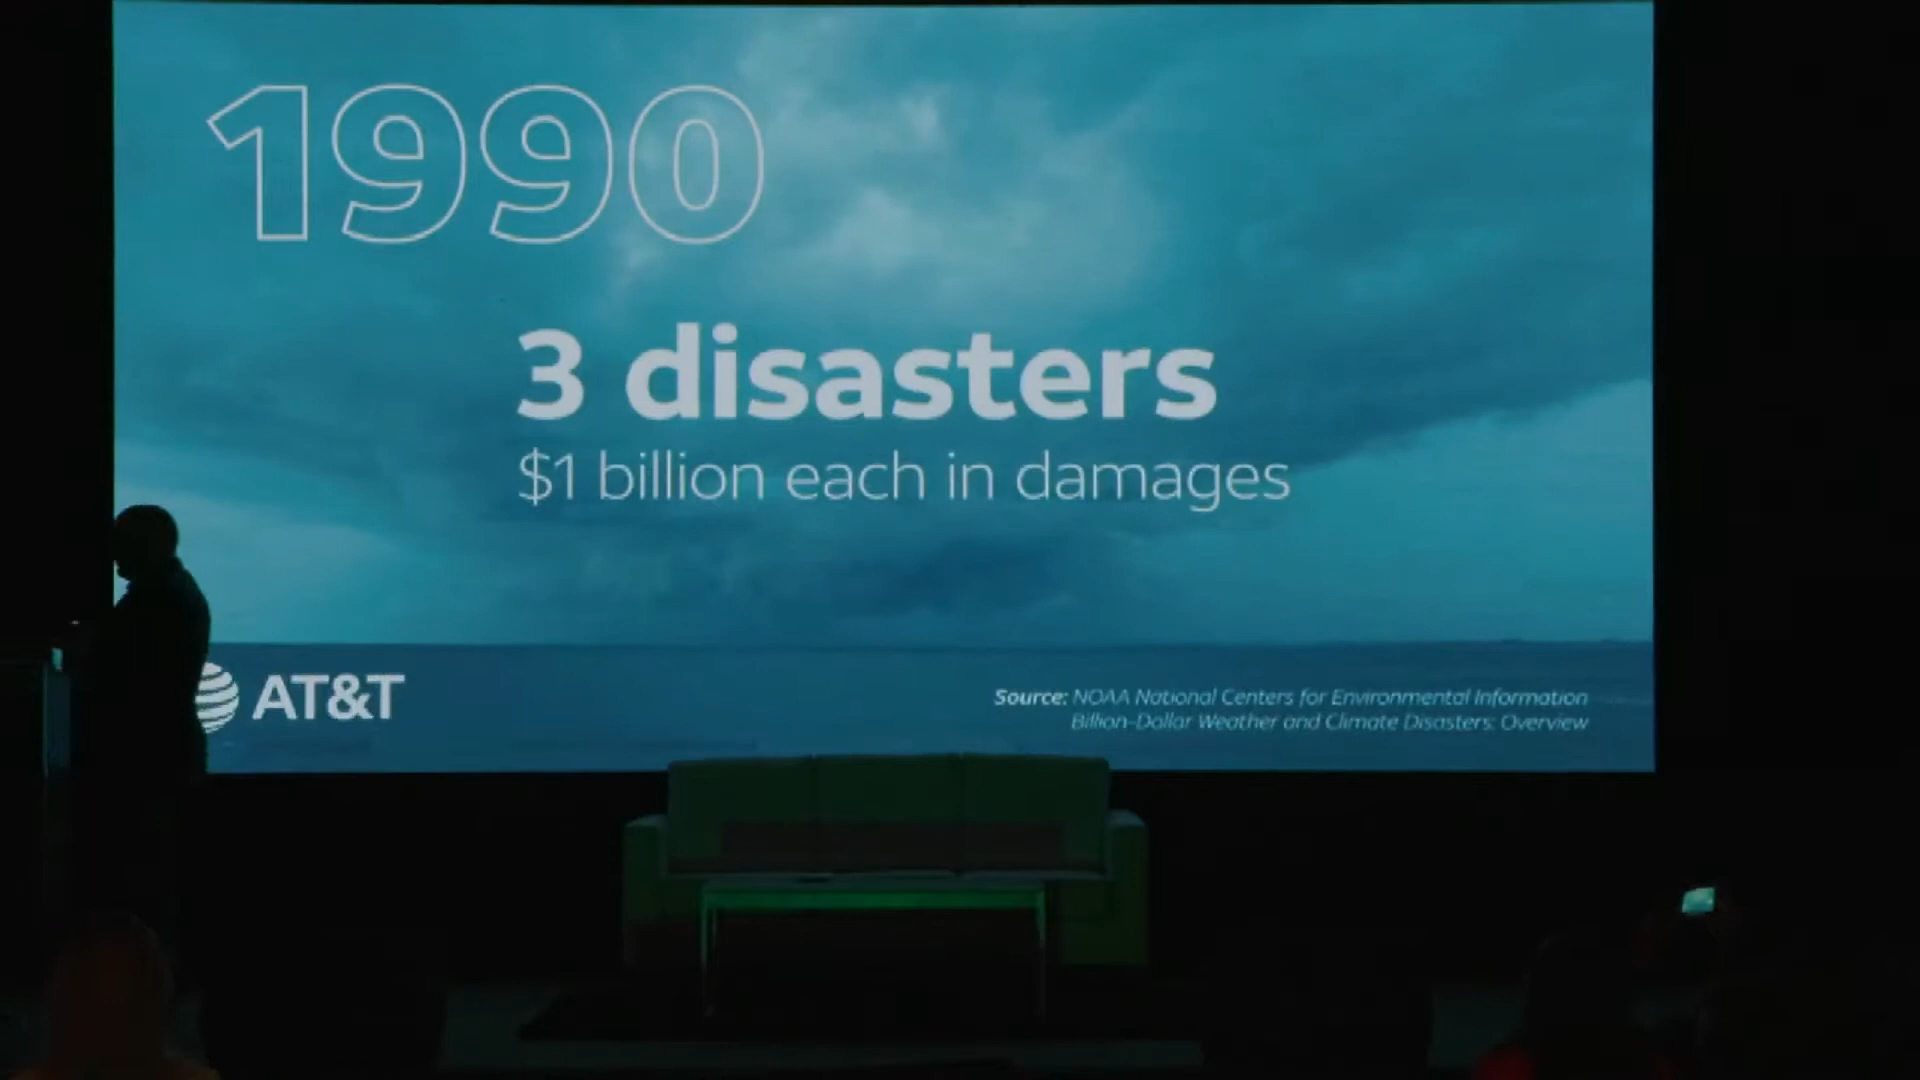 1990
3 disasters
$1 billion each in damages
AT&T
Source: NOAA National Centers for Environmental Information
Billion-Dollar Weather and Climate Disasters: Overview